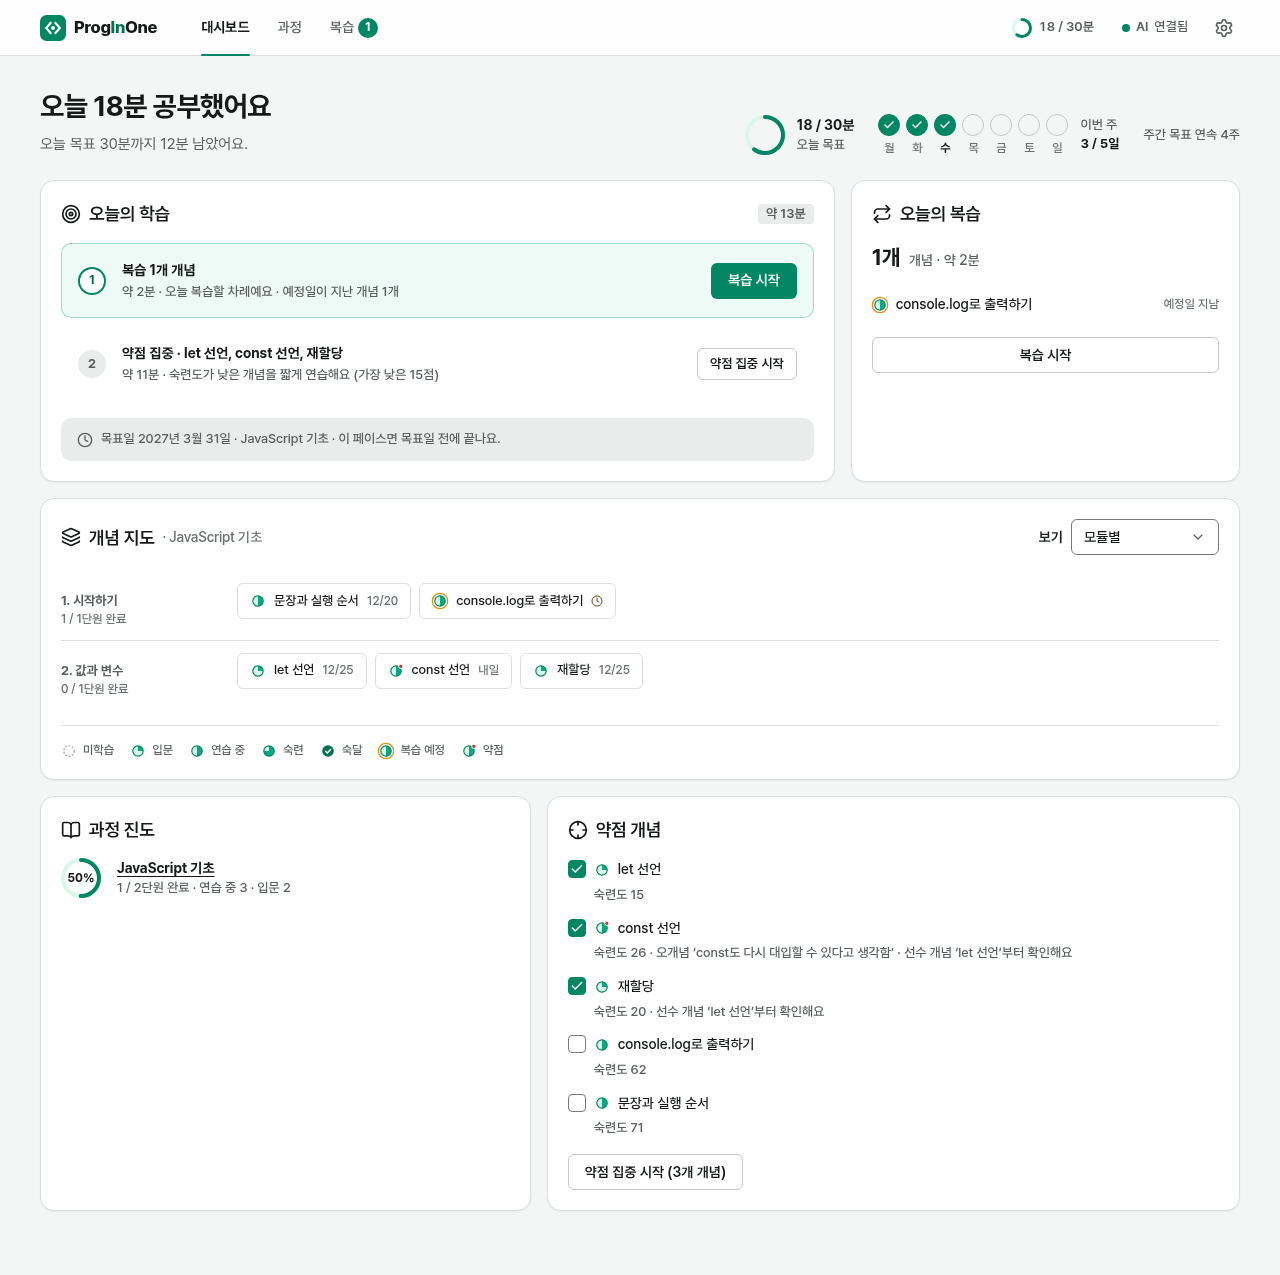 ProgInOne
대시보드
과정
복습 1
18 / 30분
AI 연결됨
오늘 18분 공부했어요
오늘 목표 30분까지 12분 남았어요.
18 / 30분
오늘 목표
월 화 수 목 금 토 일
이번 주
3 / 5일
주간 목표 연속 4주
오늘의 학습
약 13분
1
복습 1개 개념
약 2분 · 오늘 복습할 차례예요 · 예정일이 지난 개념 1개
복습 시작
2
약점 집중 · let 선언, const 선언, 재할당
약 11분 · 숙련도가 낮은 개념을 짧게 연습해요 (가장 낮은 15점)
약점 집중 시작
목표일 2027년 3월 31일 · JavaScript 기초 · 이 페이스면 목표일 전에 끝나요.
오늘의 복습
1개 개념 · 약 2분
console.log로 출력하기
예정일 지남
복습 시작
개념 지도 · JavaScript 기초
보기
모듈별
1. 시작하기
1 / 1단원 완료
문장과 실행 순서 12/20
console.log로 출력하기
2. 값과 변수
0 / 1단원 완료
let 선언 12/25
const 선언 내일
재할당 12/25
미학습
입문
연습 중
숙련
숙달
복습 예정
약점
과정 진도
50%
JavaScript 기초
1 / 2단원 완료 · 연습 중 3 · 입문 2
약점 개념
let 선언
숙련도 15
const 선언
숙련도 26 · 오개념 ‘const도 다시 대입할 수 있다고 생각함’ · 선수 개념 ‘let 선언’부터 확인해요
재할당
숙련도 20 · 선수 개념 ‘let 선언’부터 확인해요
console.log로 출력하기
숙련도 62
문장과 실행 순서
숙련도 71
약점 집중 시작 (3개 개념)